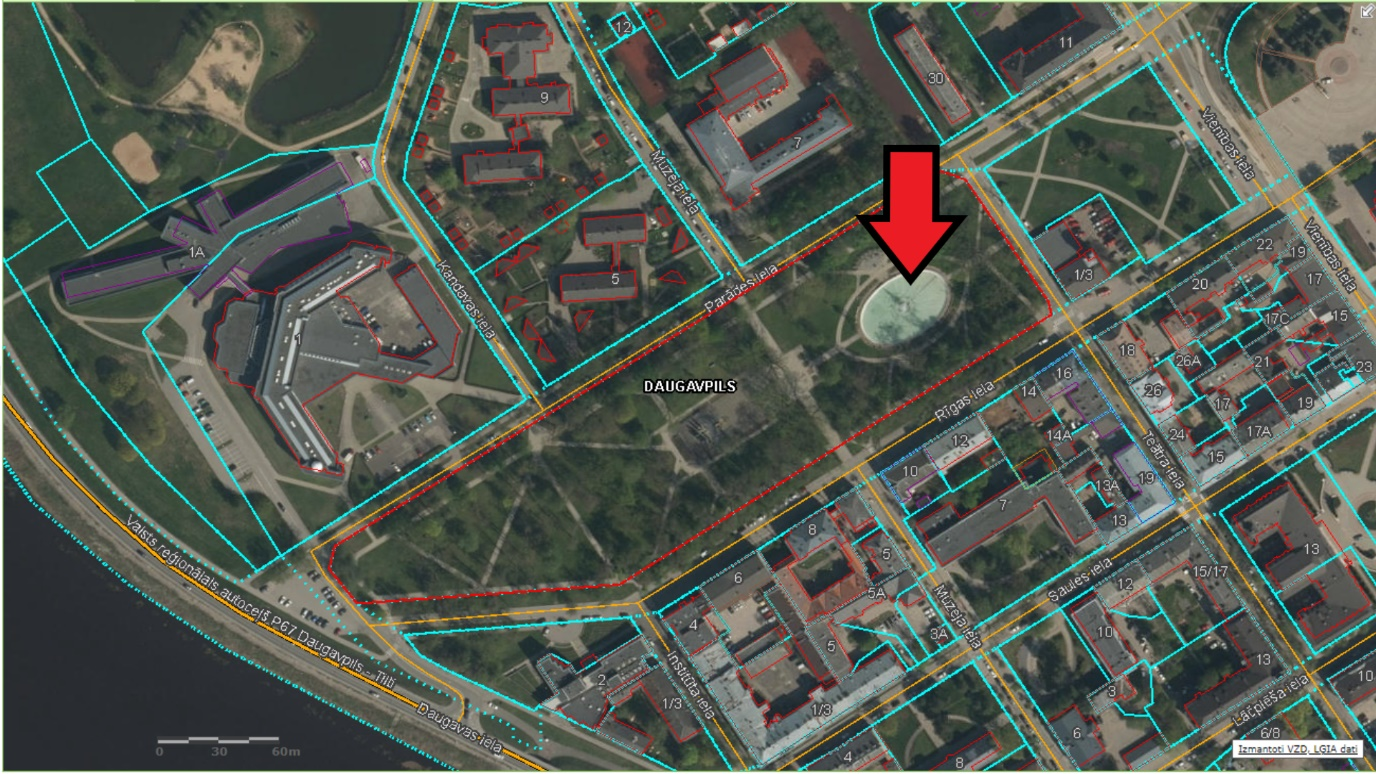 12
11
30
9
7
Vienības iela
Muzeja iela
1A
5
Kandavas iela
1
Parādes iela
22
19
1/3
20
17
Vienības iela
17C
15
18
26A
21
23
DAUGAVPILS
16
26
17
19
Rīgas iela
14
12
14A
24
17A
15
10
13A
19
Teātra iela
7
13
8
5
13
Valsts reģionālais autoceļš P67 Daugavpils - Tilti
6
5A
Saules iela
12
15/17
Muzeja iela
4
3A
10
5
13
2
Institūta iela
1/3
1/3
3
Lāčplēša iela
10
Daugavas iela
6
6/8
4
8
0 30 60m
Izmantoti VZD, LGIA dati